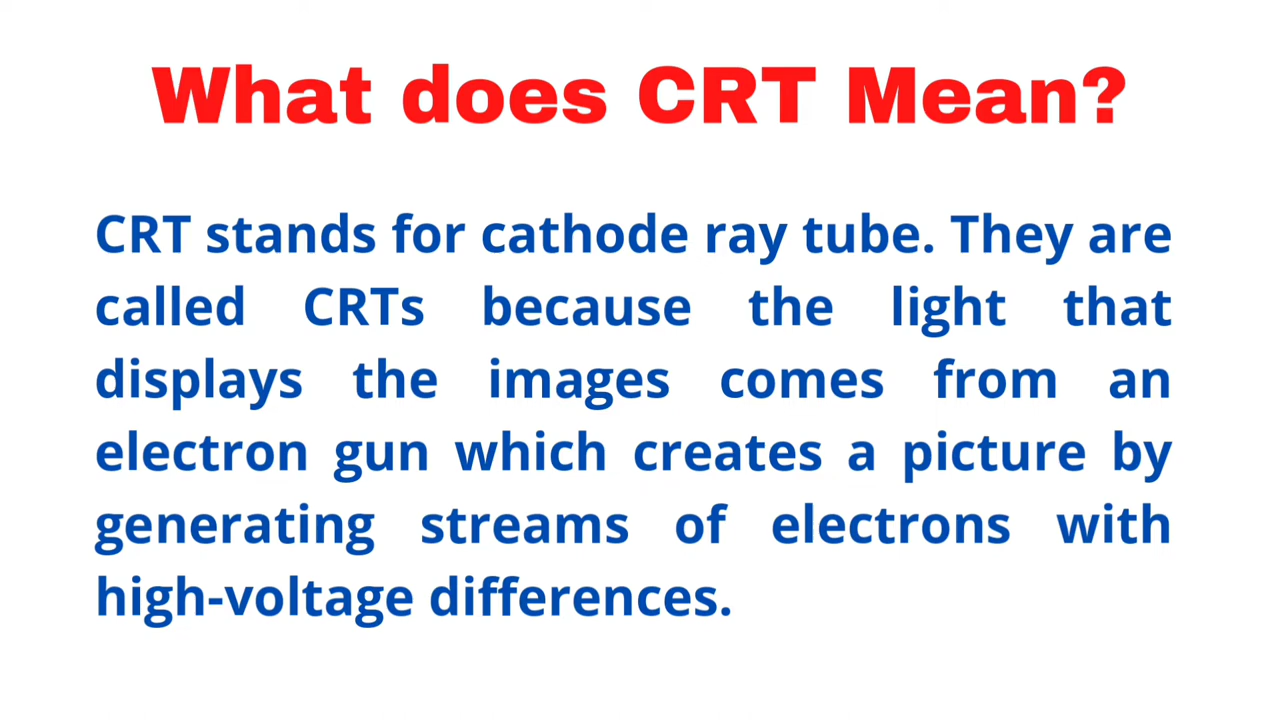 What does CRT Mean?
CRT stands for cathode ray tube. They are
called CRTs because the light that
displays the images comes from an
electron gun which creates a picture by
generating streams of electrons with
high-voltage differences.